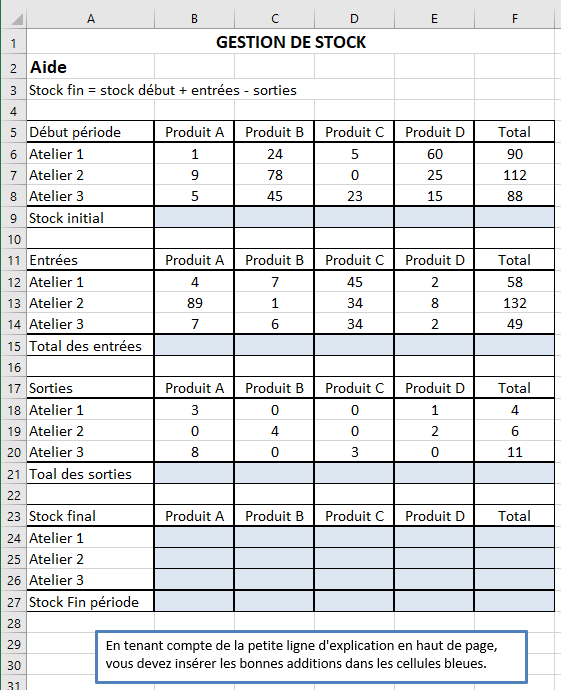 A B C D E F
1 GESTION DE STOCK
2 Aide
3 Stock fin = stock début + entrées - sorties
4
5 Début période Produit A Produit B Produit C Produit D Total
6 Atelier 1 1 24 5 60 90
7 Atelier 2 9 78 0 25 112
8 Atelier 3 5 45 23 15 88
9 Stock initial
10
11 Entrées Produit A Produit B Produit C Produit D Total
12 Atelier 1 4 7 45 2 58
13 Atelier 2 89 1 34 8 132
14 Atelier 3 7 6 34 2 49
15 Total des entrées
16
17 Sorties Produit A Produit B Produit C Produit D Total
18 Atelier 1 3 0 0 1 4
19 Atelier 2 0 4 0 2 6
20 Atelier 3 8 0 3 0 11
21 Toal des sorties
22
23 Stock final Produit A Produit B Produit C Produit D Total
24 Atelier 1
25 Atelier 2
26 Atelier 3
27 Stock Fin période
28
29 En tenant compte de la petite ligne d'explication en haut de page,
30 vous devez insérer les bonnes additions dans les cellules bleues.
31